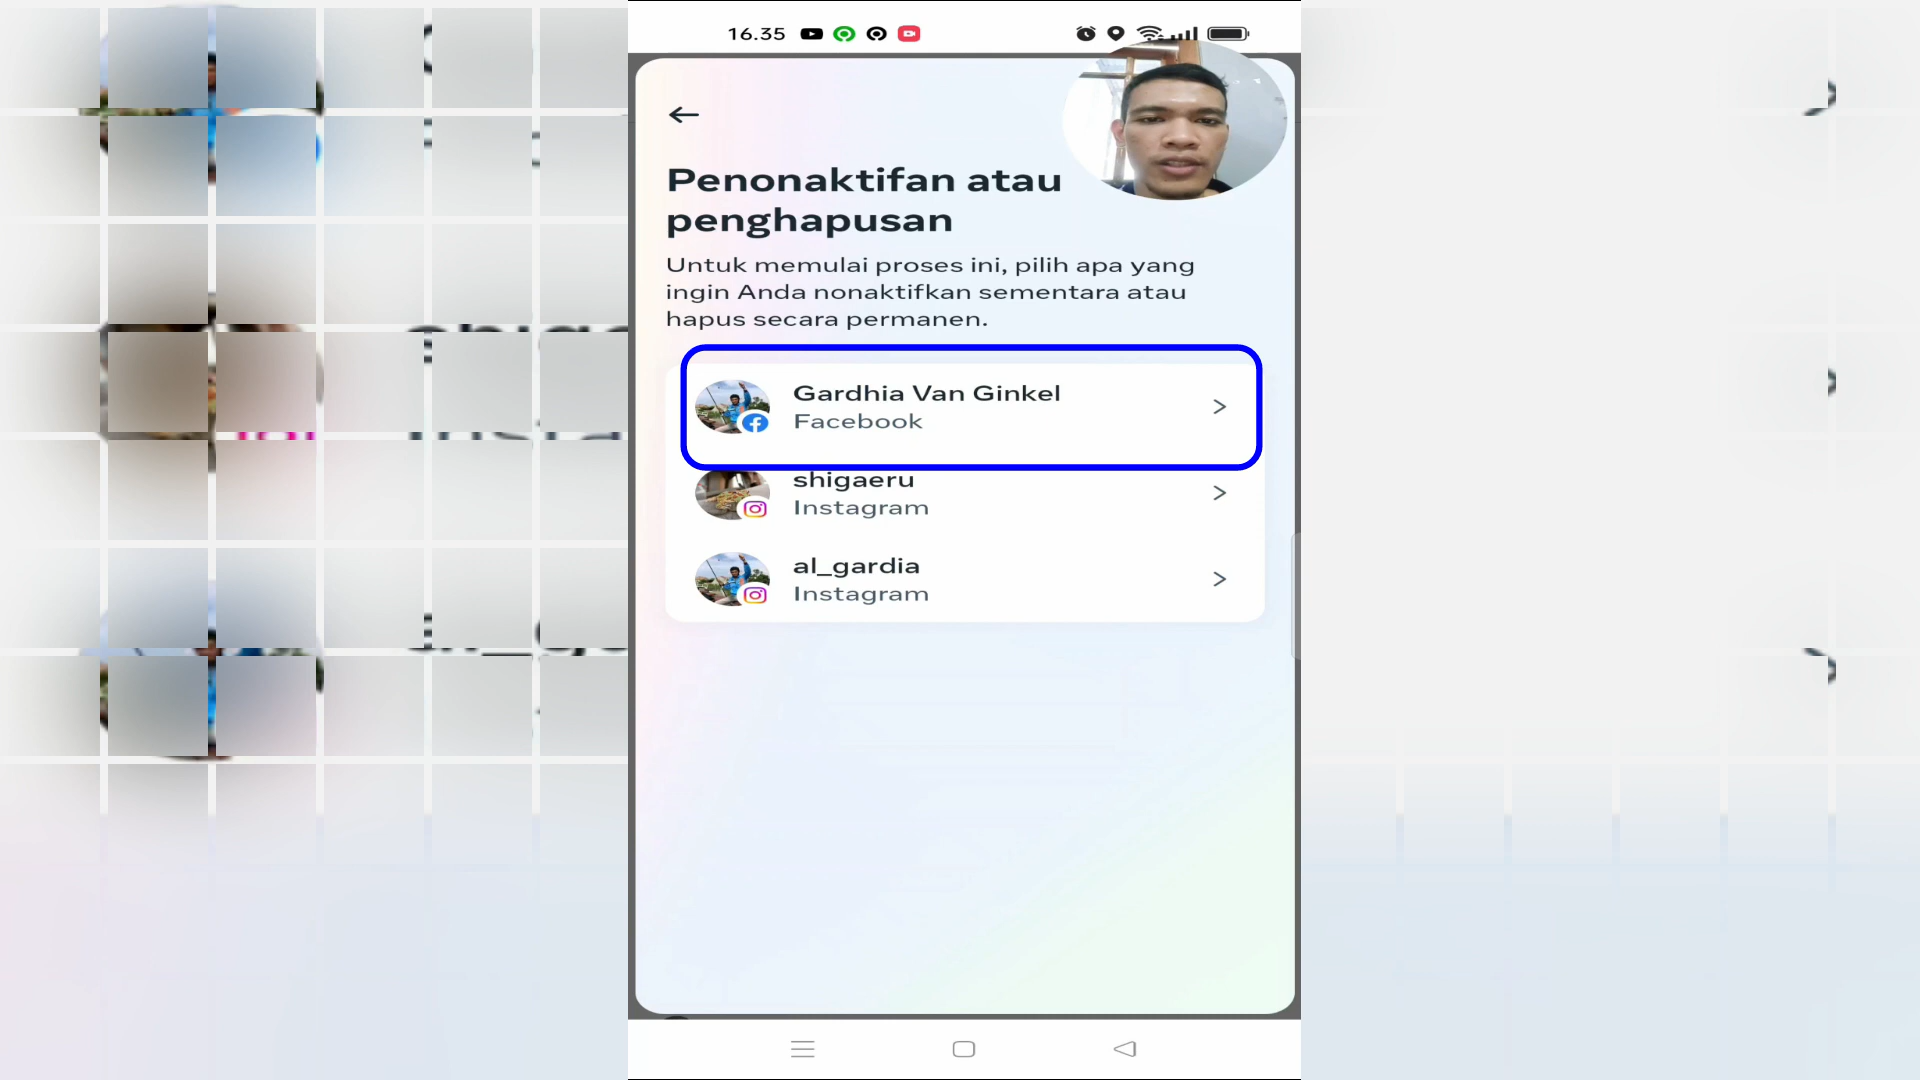 16.35
Penonaktifan atau
penghapusan
Untuk memulai proses ini, pilih apa yang
ingin Anda nonaktifkan sementara atau
hapus secara permanen.
Gardhia Van Ginkel
Facebook
shigaeru
Instagram
al_gardia
Instagram